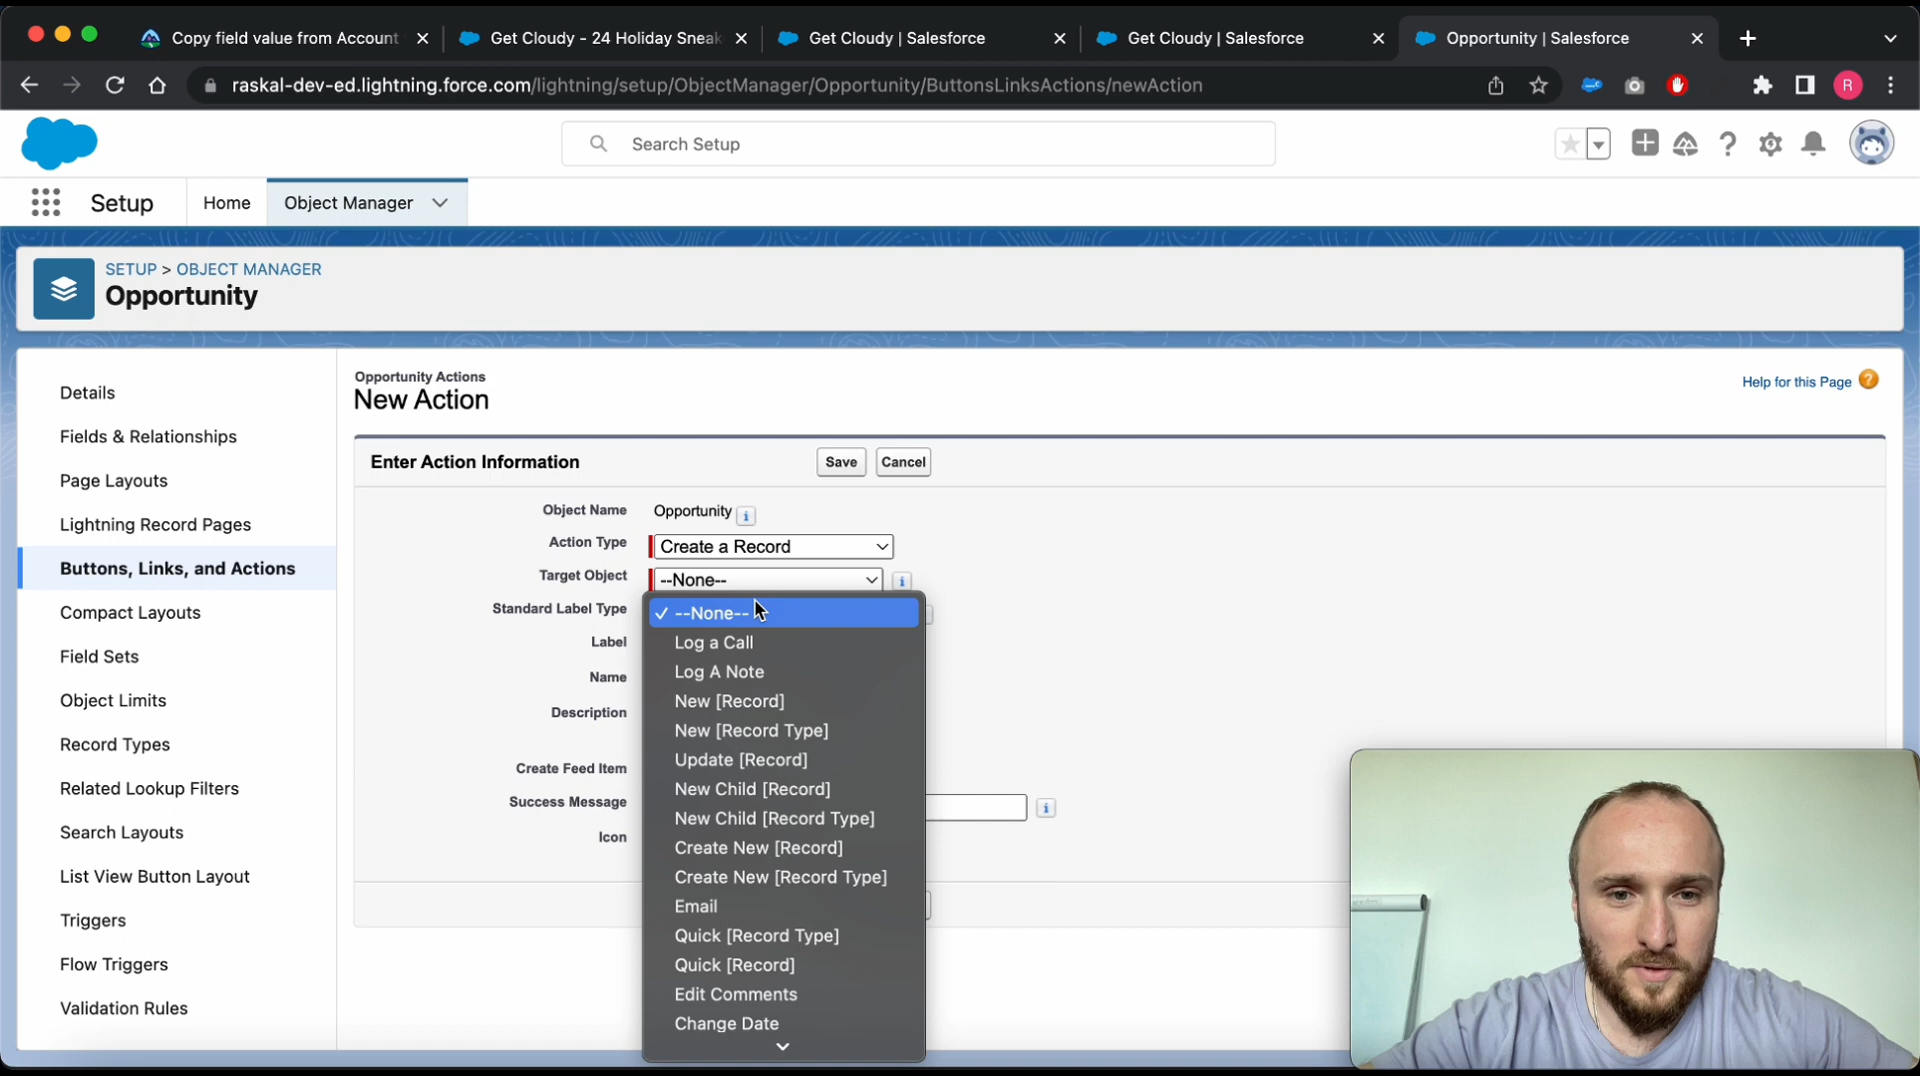 Copy field value from Account
Get Cloudy - 24 Holiday Sneak
Get Cloudy | Salesforce
Get Cloudy | Salesforce
Opportunity | Salesforce
raskal-dev-ed.lightning.force.com/lightning/setup/ObjectManager/Opportunity/ButtonsLinksActions/newAction
R
Search Setup
Setup
Home
Object Manager
SETUP > OBJECT MANAGER
Opportunity
Details
Fields & Relationships
Page Layouts
Lightning Record Pages
Buttons, Links, and Actions
Compact Layouts
Field Sets
Object Limits
Record Types
Related Lookup Filters
Search Layouts
List View Button Layout
Triggers
Flow Triggers
Validation Rules
Opportunity Actions
New Action
Help for this Page ?
Enter Action Information
Save
Cancel
Object Name Opportunity i
Action Type Create a Record
Target Object --None-- i
Standard Label Type
Label
Name
Description
Create Feed Item
Success Message i
Icon
✓ --None--
Log a Call
Log A Note
New [Record]
New [Record Type]
Update [Record]
New Child [Record]
New Child [Record Type]
Create New [Record]
Create New [Record Type]
Email
Quick [Record Type]
Quick [Record]
Edit Comments
Change Date